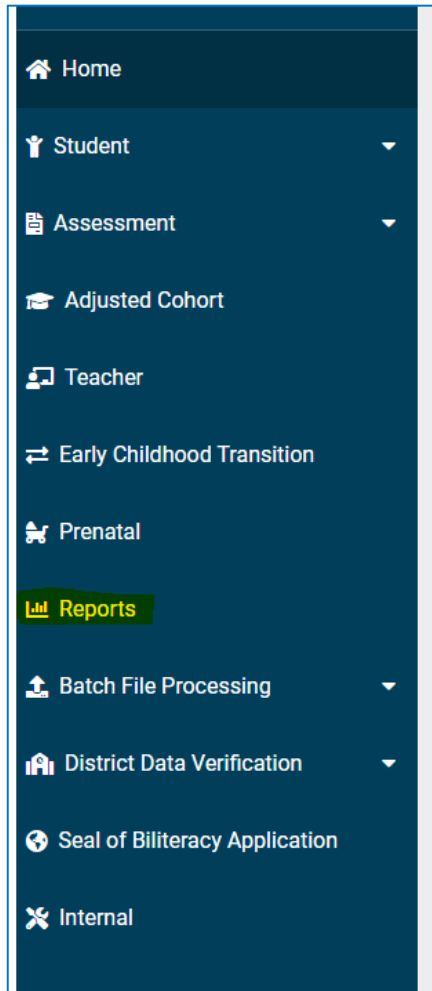 Home
Student
Assessment
Adjusted Cohort
Teacher
Early Childhood Transition
Prenatal
Reports
Batch File Processing
District Data Verification
Seal of Biliteracy Application
Internal